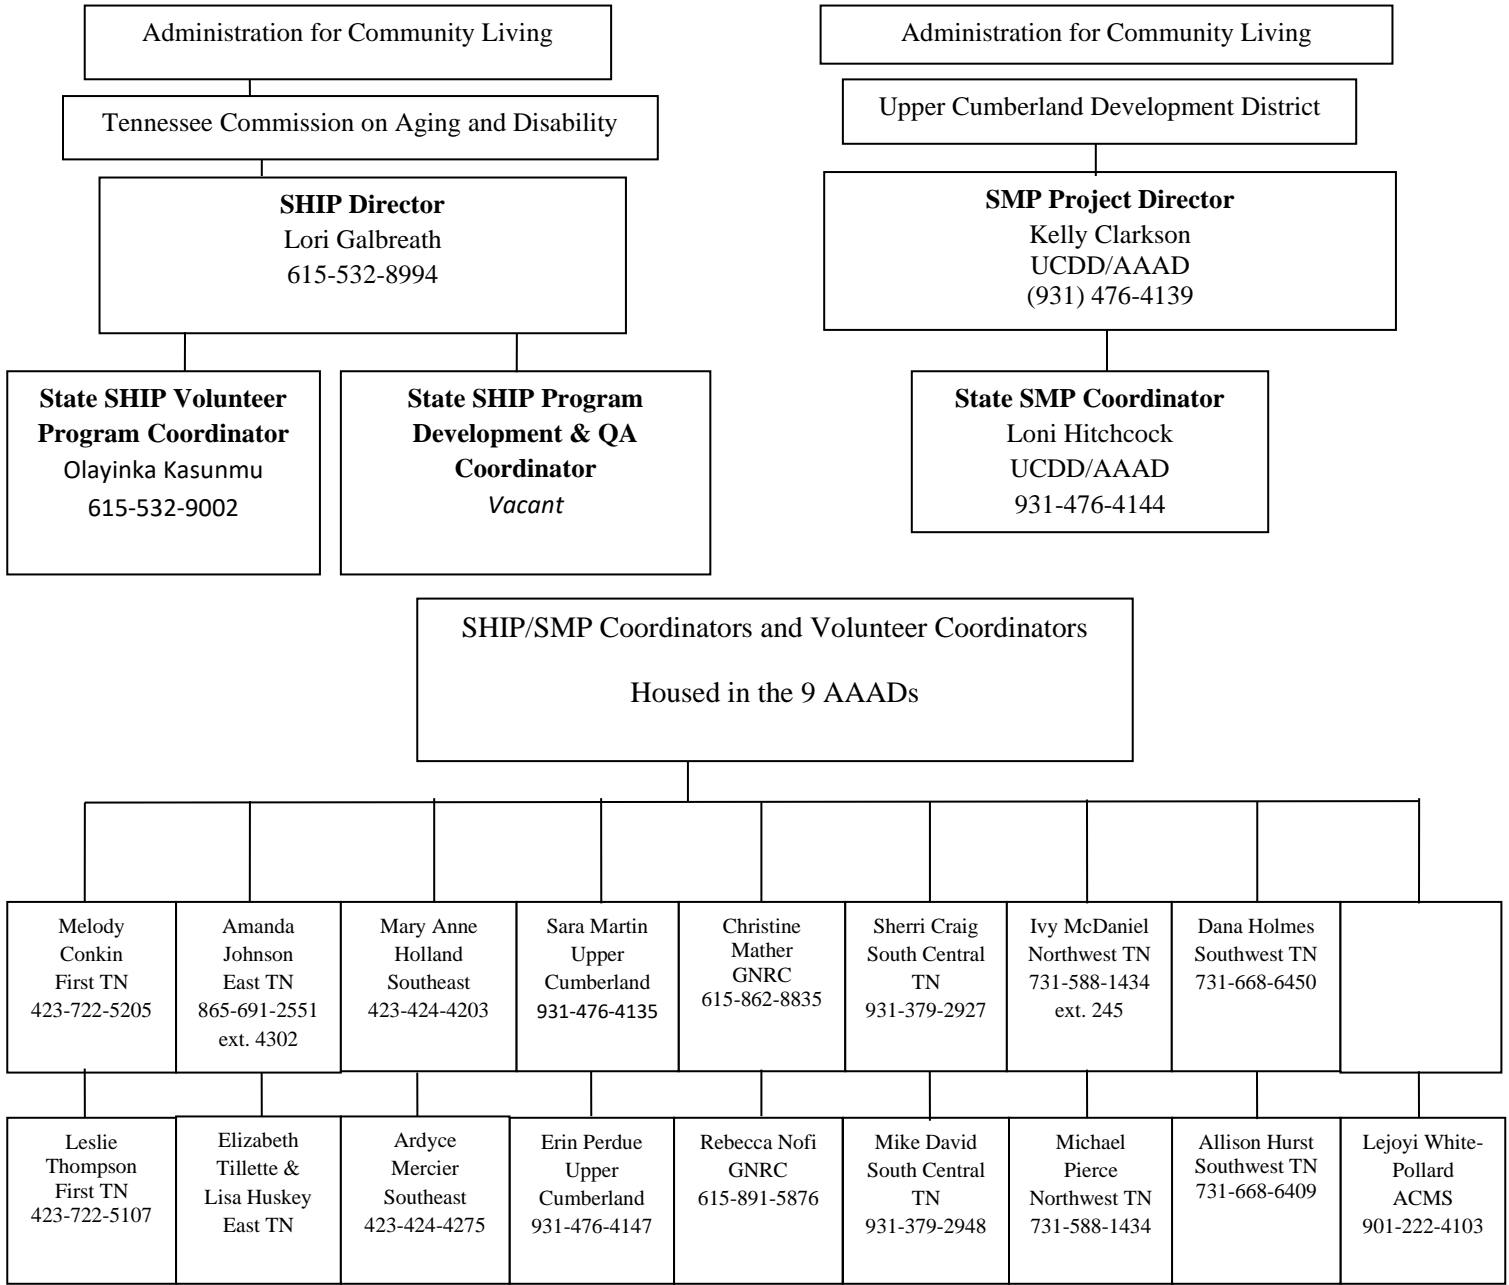 Administration for Community Living
Administration for Community Living
Tennessee Commission on Aging and Disability
Upper Cumberland Development District
SHIP Director
Lori Galbreath
615-532-8994
SMP Project Director
Kelly Clarkson
UCDD/AAAD
(931) 476-4139
State SHIP Volunteer
Program Coordinator
Olayinka Kasunmu
615-532-9002
State SHIP Program
Development & QA
Coordinator
Vacant
State SMP Coordinator
Loni Hitchcock
UCDD/AAAD
931-476-4144
SHIP/SMP Coordinators and Volunteer Coordinators
Housed in the 9 AAADs
Melody
Conkin
First TN
423-722-5205
Amanda
Johnson
East TN
865-691-2551
ext. 4302
Mary Anne
Holland
Southeast
423-424-4203
Sara Martin
Upper
Cumberland
931-476-4135
Christine
Mather
GNRC
615-862-8835
Sherri Craig
South Central
TN
931-379-2927
Ivy McDaniel
Northwest TN
731-588-1434
ext. 245
Dana Holmes
Southwest TN
731-668-6450
Leslie
Thompson
First TN
423-722-5107
Elizabeth
Tillette &
Lisa Huskey
East TN
Ardyce
Mercier
Southeast
423-424-4275
Erin Perdue
Upper
Cumberland
931-476-4147
Rebecca Nofi
GNRC
615-891-5876
Mike David
South Central
TN
931-379-2948
Michael
Pierce
Northwest TN
731-588-1434
Allison Hurst
Southwest TN
731-668-6409
Lejoyi White-
Pollard
ACMS
901-222-4103